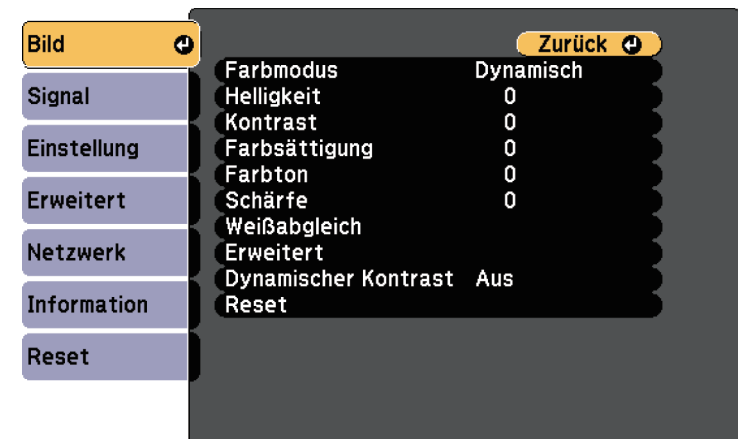 Bild
Signal
Einstellung
Erweitert
Netzwerk
Information
Reset
Zurück
Farbmodus Dynamisch
Helligkeit 0
Kontrast 0
Farbsättigung 0
Farbton 0
Schärfe 0
Weißabgleich
Erweitert
Dynamischer Kontrast Aus
Reset